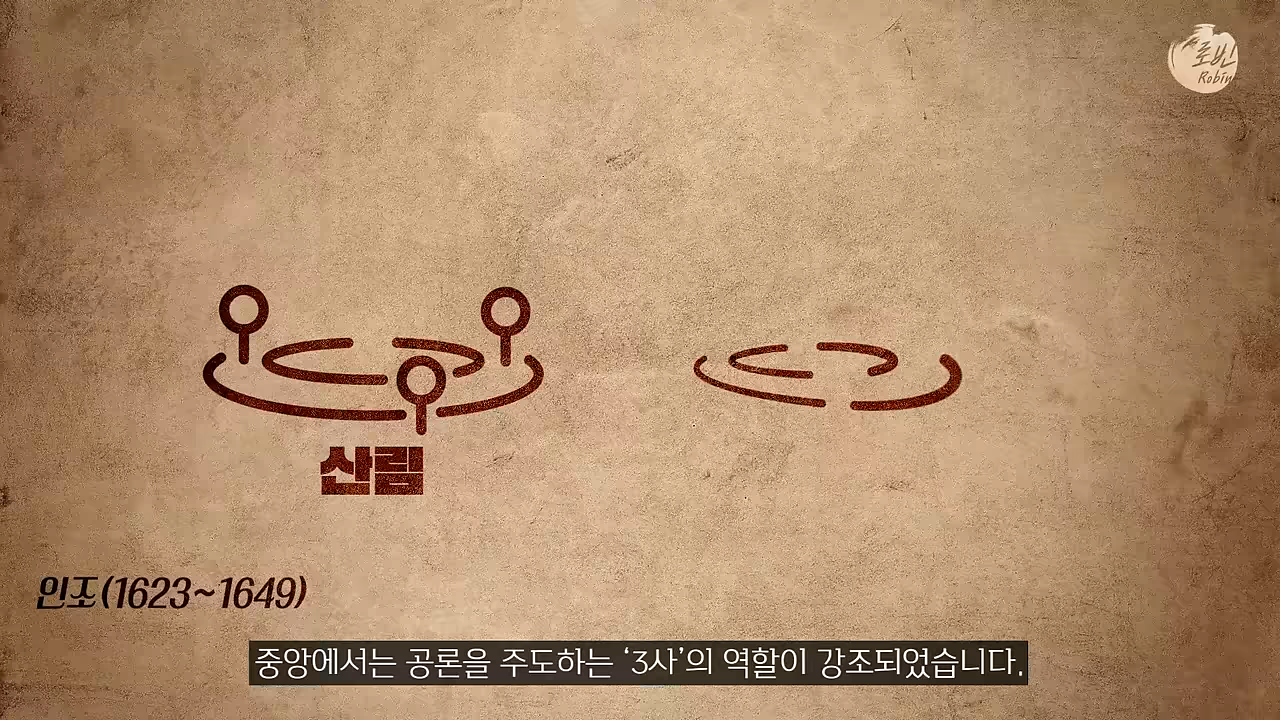 로빈
Robin
산림
인조(1623~1649)
중앙에서는 공론을 주도하는 ‘3사’의 역할이 강조되었습니다.